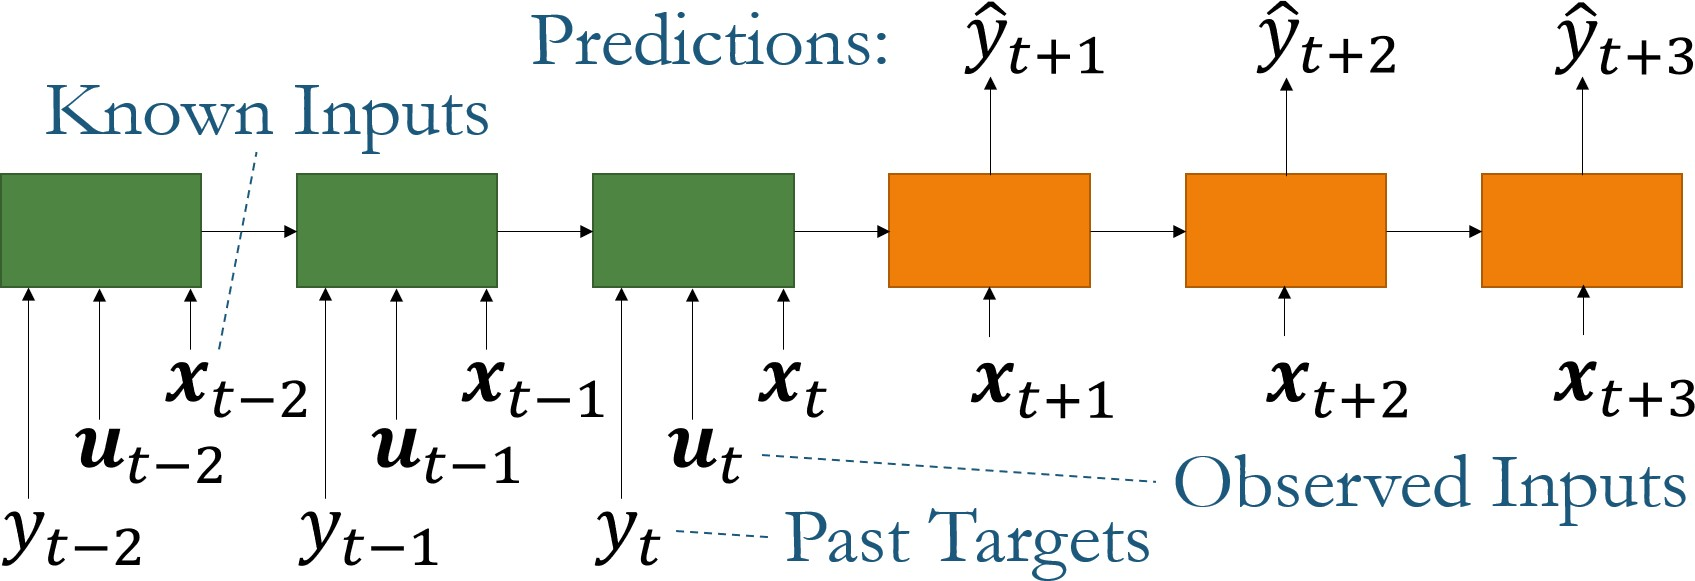 Predictions: ŷt+1 ŷt+2 ŷt+3
Known Inputs
xt−2 xt−1 xt xt+1 xt+2 xt+3
ut−2 ut−1 ut
Observed Inputs
yt−2 yt−1 yt
Past Targets